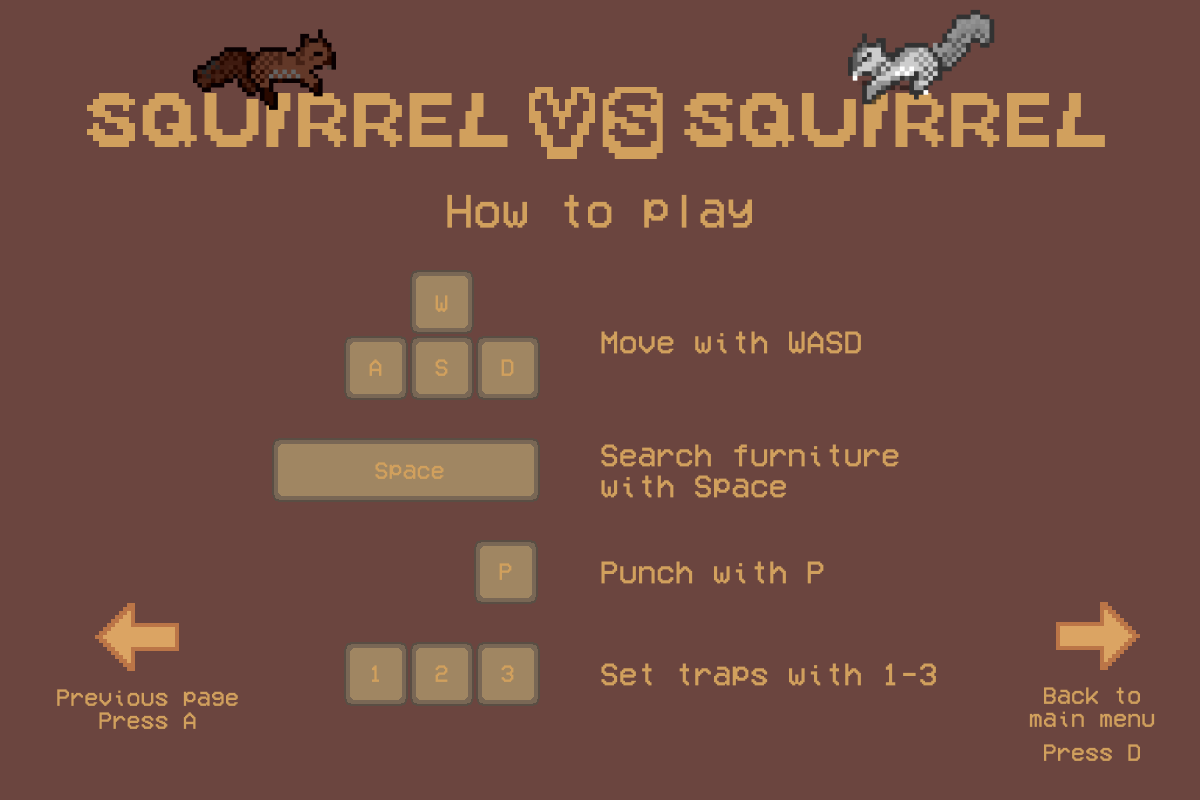 SQUIRREL VS SQUIRREL
How to play
W
A S D
Move with WASD
Space
Search furniture
with Space
P
Punch with P
1 2 3
Set traps with 1-3
Previous page
Press A
Back to
main menu
Press D